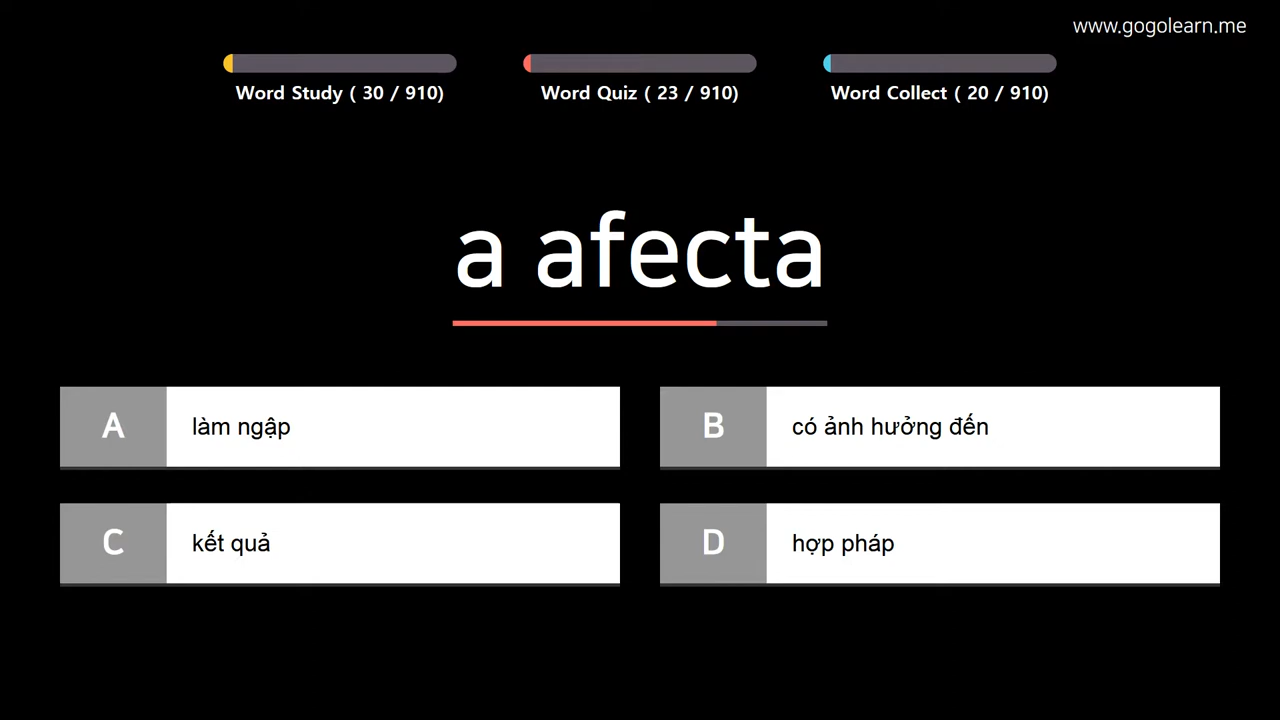 www.gogolearn.me
Word Study ( 30 / 910)
Word Quiz ( 23 / 910)
Word Collect ( 20 / 910)
a afecta
A làm ngập
B có ảnh hưởng đến
C kết quả
D hợp pháp